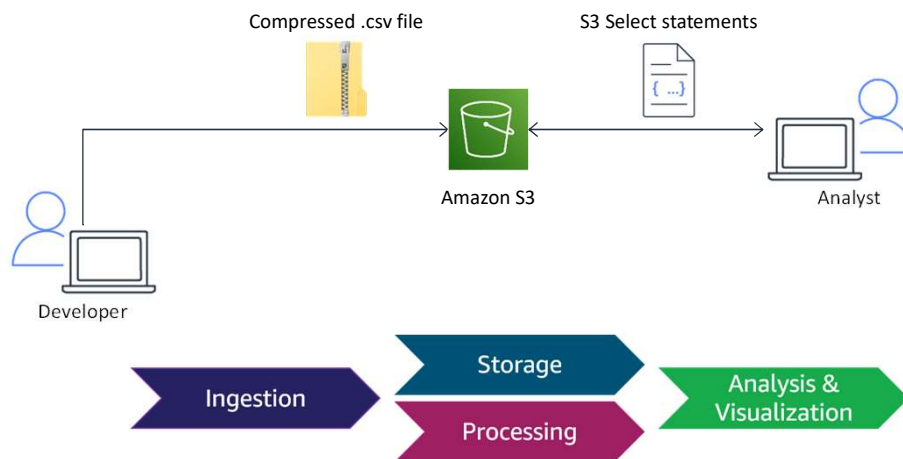 Compressed .csv file
S3 Select statements
{ ...}
Amazon S3
Analyst
Developer
Ingestion
Storage
Processing
Analysis &
Visualization